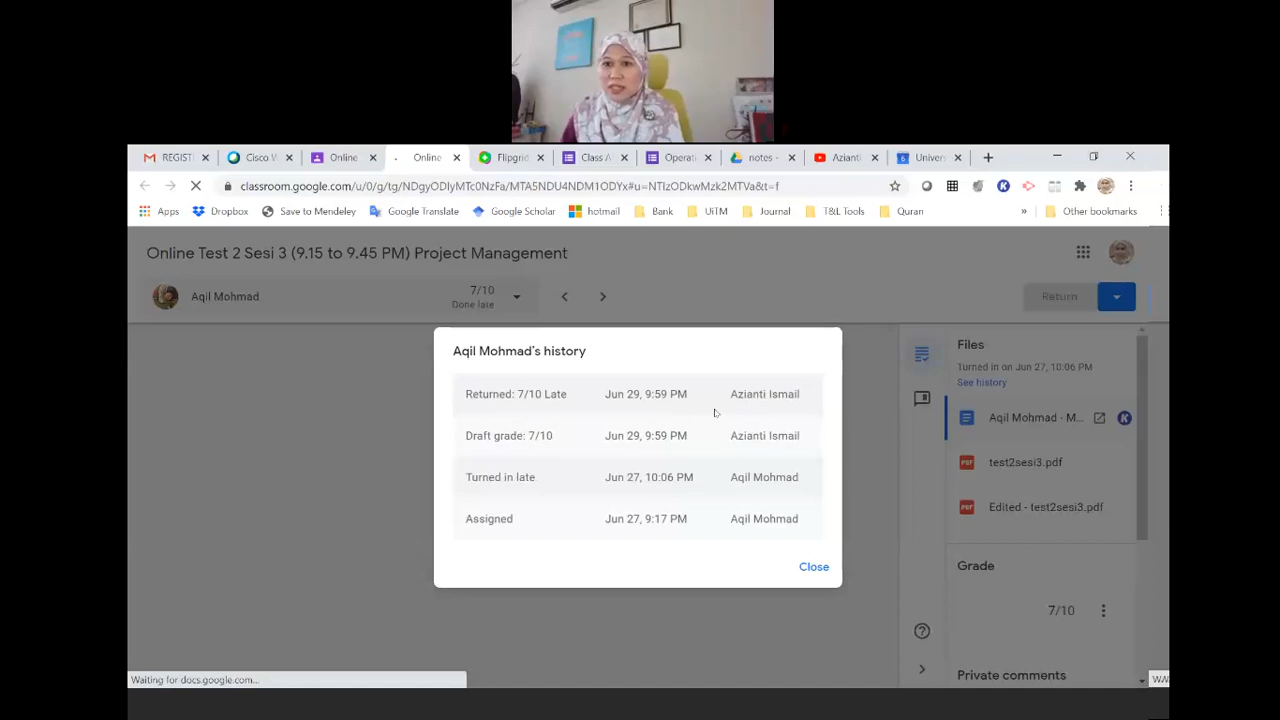 REGIST
Cisco W
Online
Online
Flipgrid
Class A
Operati
notes -
Azianti
Univer
classroom.google.com/u/0/g/tg/NDgyODIyMTc0NzFa/MTA5NDU4NDM1ODYx#u=NTIzODkwMzk2MTVa&t=f
Apps
Dropbox
Save to Mendeley
Google Translate
Google Scholar
hotmail
Bank
UiTM
Journal
T&L Tools
Quran
»
Other bookmarks
Online Test 2 Sesi 3 (9.15 to 9.45 PM) Project Management
Aqil Mohmad
7/10
Done late
Return
Aqil Mohmad's history
Returned: 7/10 Late Jun 29, 9:59 PM Azianti Ismail
Draft grade: 7/10 Jun 29, 9:59 PM Azianti Ismail
Turned in late Jun 27, 10:06 PM Aqil Mohmad
Assigned Jun 27, 9:17 PM Aqil Mohmad
Close
Files
Turned in on Jun 27, 10:06 PM
See history
Aqil Mohmad - M...
test2sesi3.pdf
Edited - test2sesi3.pdf
Grade
7/10
Private comments
Waiting for docs.google.com...